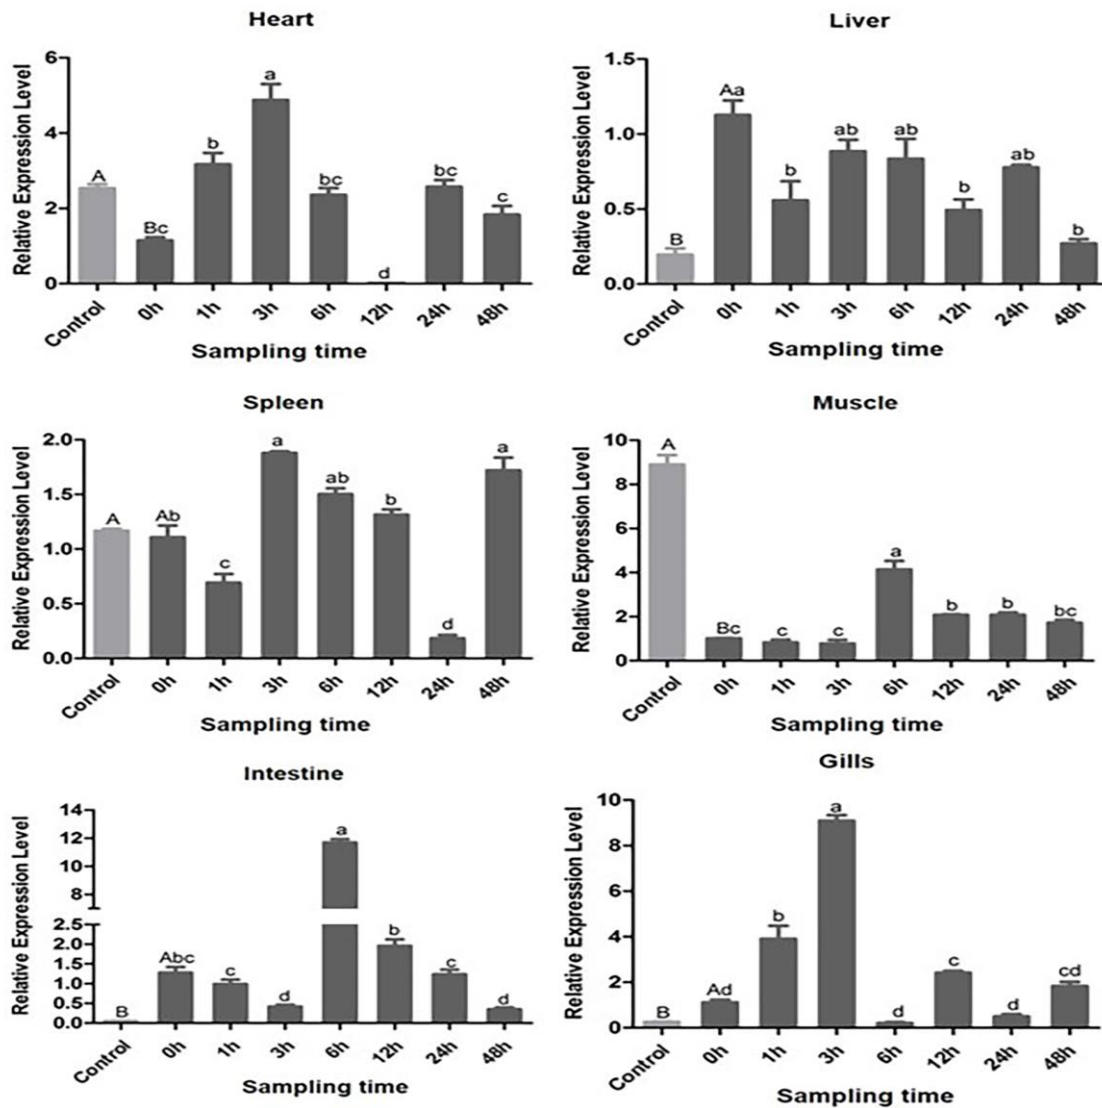 Heart
Relative Expression Level
6
4
2
0
A
Bc
b
a
bc
d
bc
c
Control
0h
1h
3h
6h
12h
24h
48h
Sampling time
Liver
Relative Expression Level
1.5
1.0
0.5
0.0
B
Aa
b
ab
ab
b
ab
b
Control
0h
1h
3h
6h
12h
24h
48h
Sampling time
Spleen
Relative Expression Level
2.0
1.5
1.0
0.5
0.0
A
Ab
c
a
ab
b
d
a
Control
0h
1h
3h
6h
12h
24h
48h
Sampling time
Muscle
Relative Expression Level
10
8
6
4
2
0
A
Bc
c
c
a
b
b
bc
Control
0h
1h
3h
6h
12h
24h
48h
Sampling time
Intestine
Relative Expression Level
14
12
10
8
2.5
2.0
1.5
1.0
0.5
0.0
B
Abc
c
d
a
b
c
d
Control
0h
1h
3h
6h
12h
24h
48h
Sampling time
Gills
Relative Expression Level
10
8
6
4
2
0
B
Ad
b
a
d
c
d
cd
Control
0h
1h
3h
6h
12h
24h
48h
Sampling time